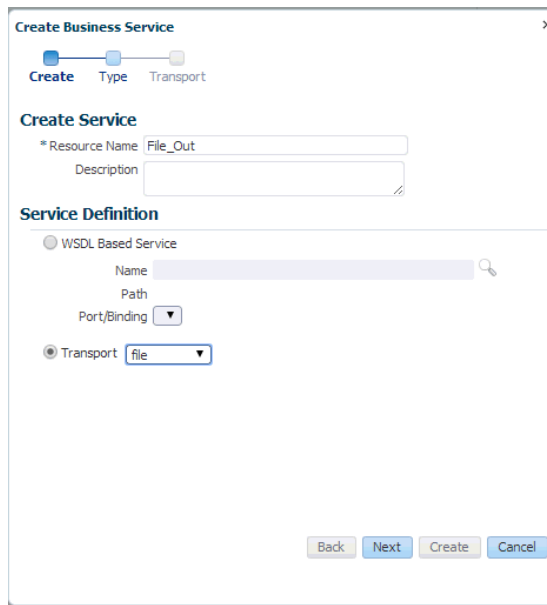 Create Business Service
Create Type Transport
Create Service
* Resource Name File_Out
Description
Service Definition
WSDL Based Service
Name
Path
Port/Binding
Transport file
Back Next Create Cancel